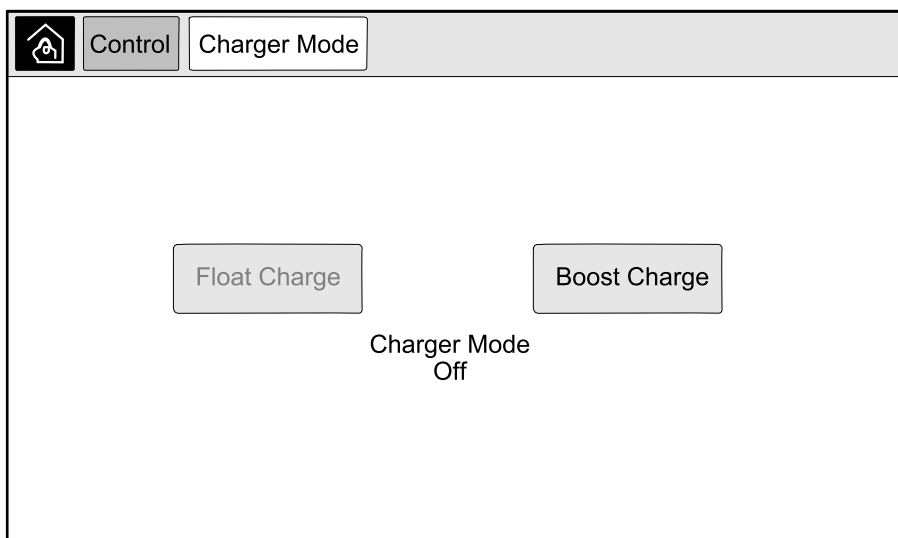 Control Charger Mode
Float Charge Boost Charge
Charger Mode
Off